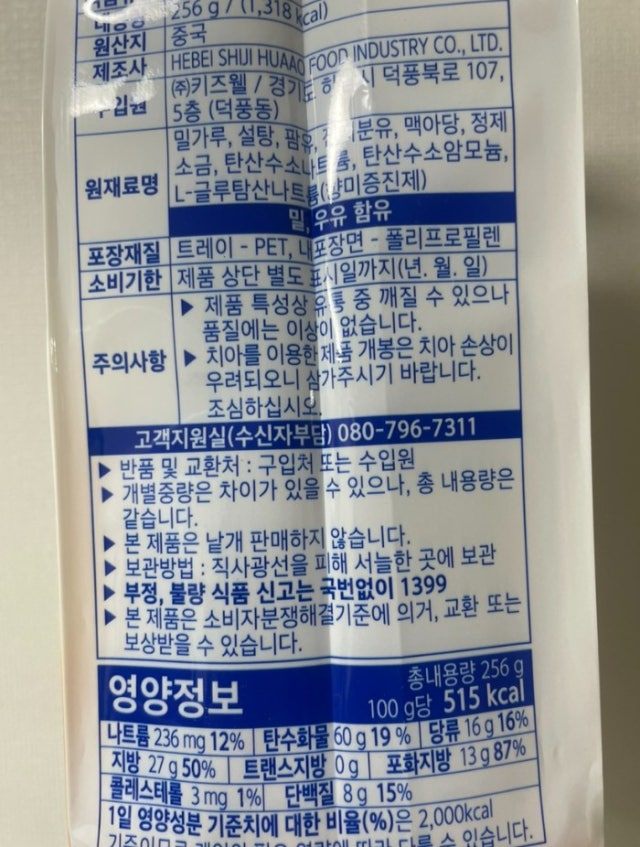 256 g / (1,318 kcal)
원산지 중국
제조사 HEBEI SHIJI HUAAO FOOD INDUSTRY CO., LTD.
㈜키즈웰 / 시 덕풍북로 107,
5층 (덕풍동)
밀가루, 설탕, 팜유, 맥아당, 정제
소금, 탄산수소나트륨, 탄산수소암모늄,
원재료명
L-글루탐산나트륨(향미증진제)
밀, 우유 함유
포장재질 트레이 - PET, 내포장면 - 폴리프로필렌
소비기한 제품 상단 별도 표시일까지(년. 월. 일)
▶ 제품 특성상 유통 중 깨질 수 있으나
품질에는 이상이 없습니다.
주의사항 ▶ 치아를 이용한 제품 개봉은 치아 손상이
우려되오니 삼가주시기 바랍니다.
조심하십시오.
고객지원실(수신자부담) 080-796-7311
▶ 반품 및 교환처 : 구입처 또는 수입원
▶ 개별중량은 차이가 있을 수 있으나, 총 내용량은
같습니다.
▶ 본 제품은 낱개 판매하지 않습니다.
▶ 보관방법 : 직사광선을 피해 서늘한 곳에 보관
▶ 부정, 불량 식품 신고는 국번없이 1399
▶ 본 제품은 소비자분쟁해결기준에 의거, 교환 또는
보상받을 수 있습니다.
영양정보 총내용량 256 g
100 g당 515 kcal
나트륨 236 mg 12% 탄수화물 60 g 19 % 당류 16 g 16%
지방 27 g 50% 트랜스지방 0 g 포화지방 13 g 87%
콜레스테롤 3 mg 1% 단백질 8 g 15%
1일 영양성분 기준치에 대한 비율(%)은 2,000kcal